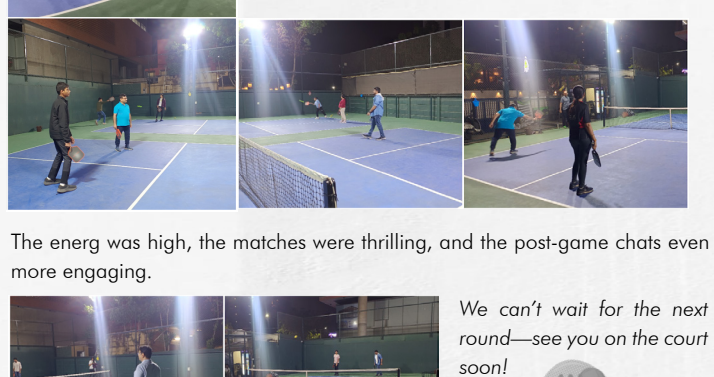 The energ was high, the matches were thrilling, and the post-game chats even
more engaging.
We can't wait for the next
round—see you on the court
soon!